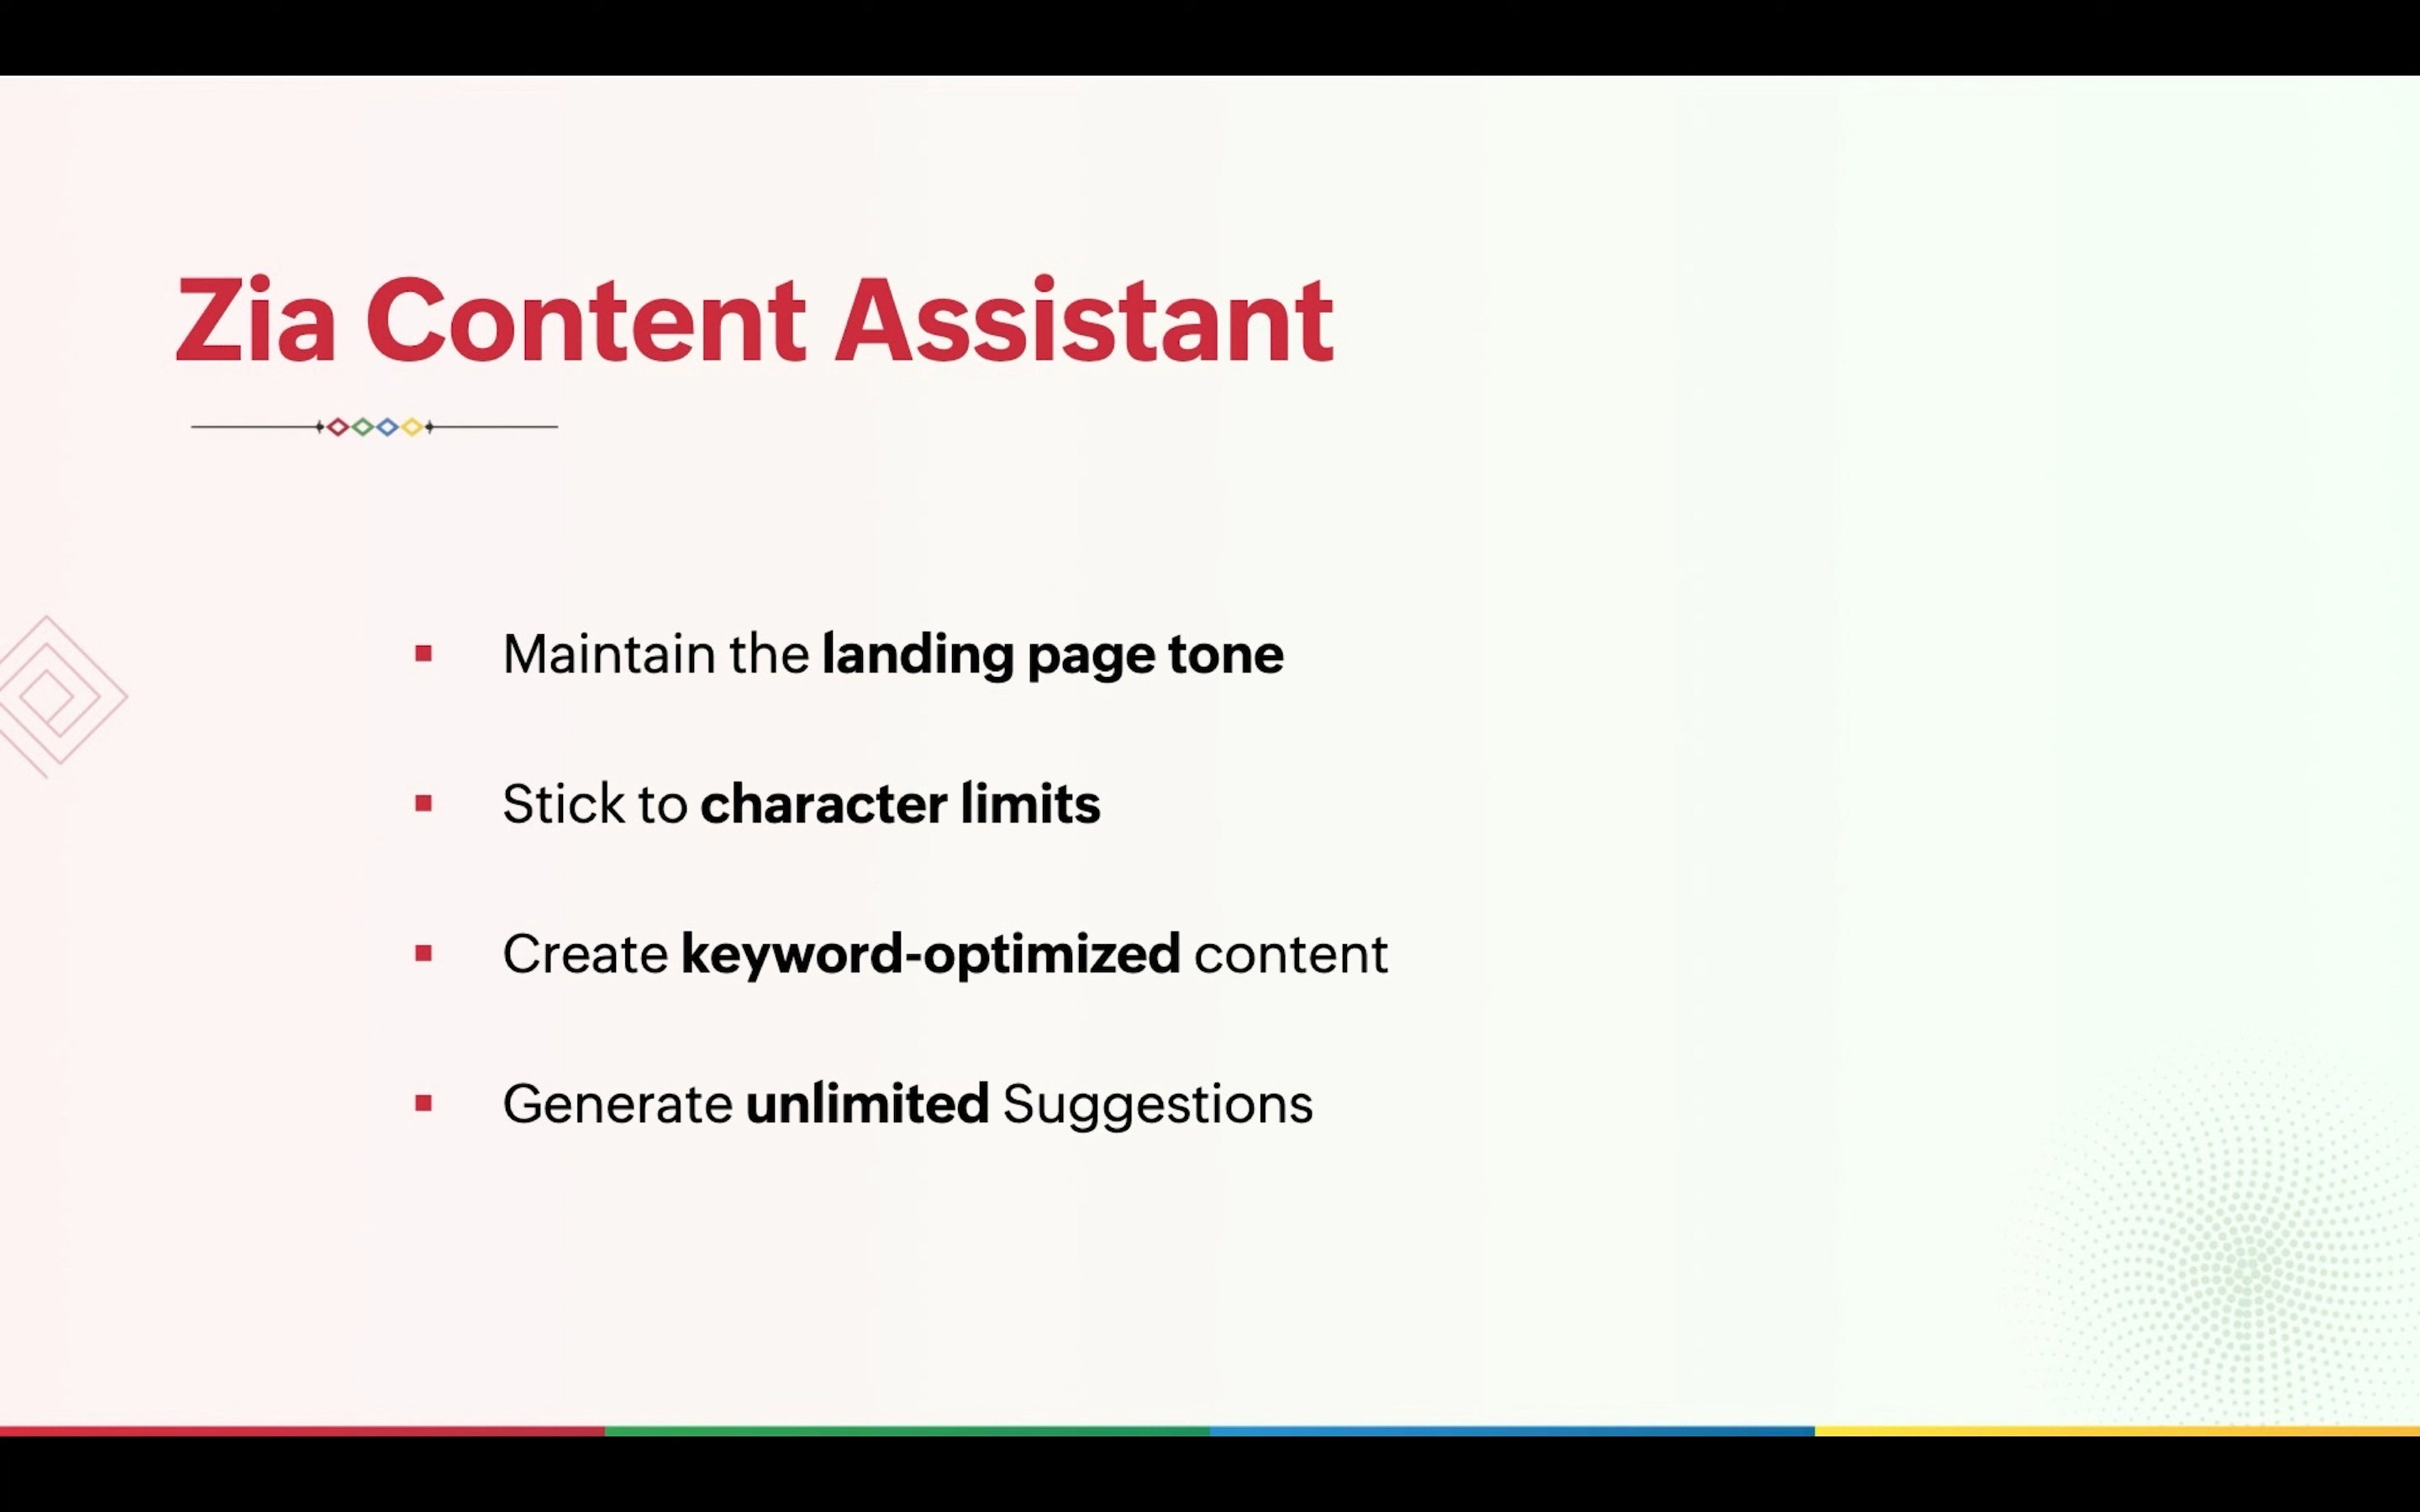 Zia Content Assistant
Maintain the landing page tone
Stick to character limits
Create keyword-optimized content
Generate unlimited Suggestions